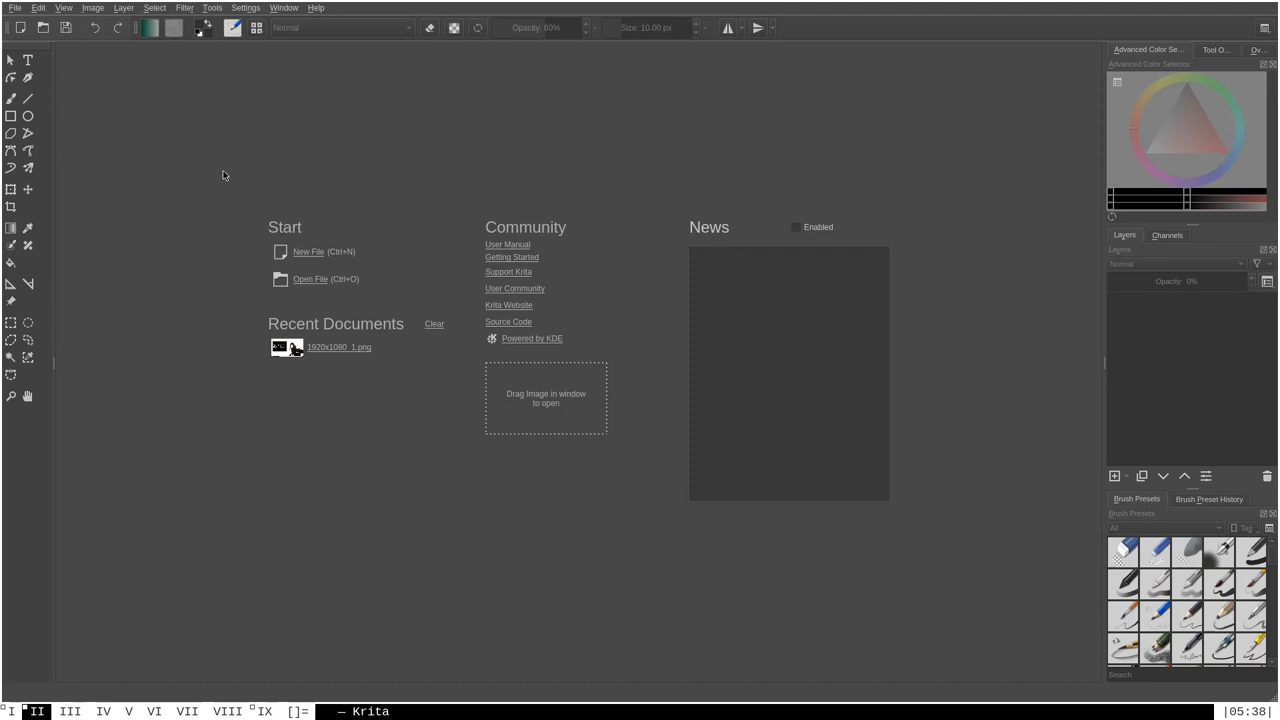 File Edit View Image Layer Select Filter Tools Settings Window Help
Normal Opacity: 60% Size: 10.00 px
Advanced Color Se... Tool O... Ov...
Advanced Color Selector
Start
New File (Ctrl+N)
Open File (Ctrl+O)
Recent Documents Clear
1920x1080_1.png
Community
User Manual
Getting Started
Support Krita
User Community
Krita Website
Source Code
Powered by KDE
Drag Image in window
to open
News Enabled
Layers Channels
Layers
Normal
Opacity: 0%
Brush Presets Brush Preset History
Brush Presets
All Tag
Search
I II III IV V VI VII VIII IX []= — Krita |05:38|